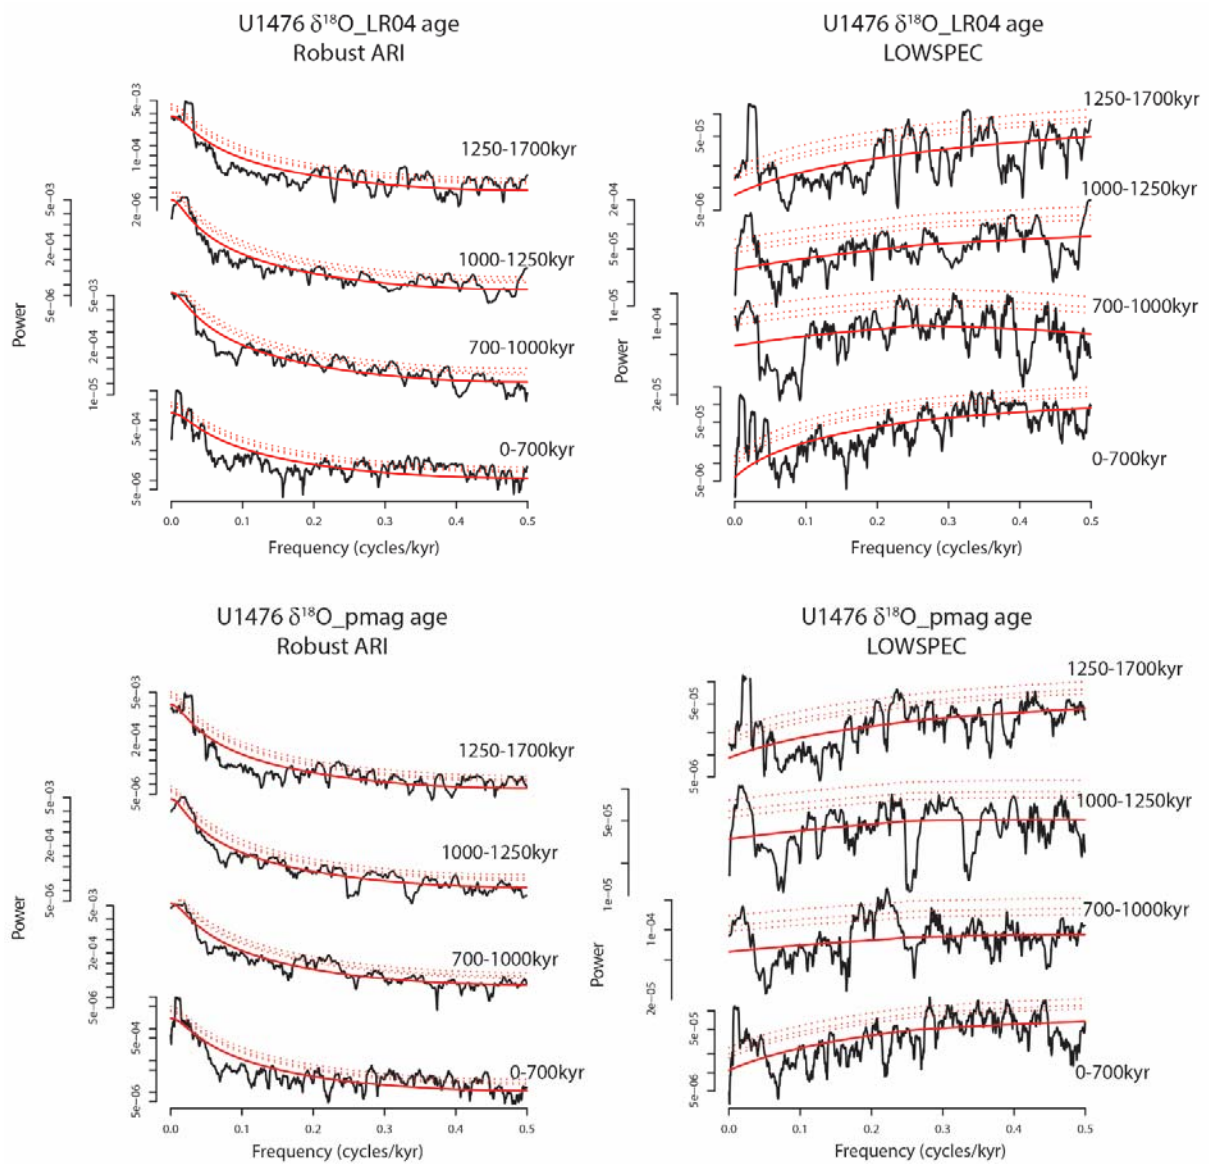 U1476 δ¹⁸O_LR04 age
Robust ARI
5e−03
1e−04
2e−06
1250-1700kyr
5e−03
2e−04
5e−06
1000-1250kyr
5e−03
2e−04
1e−05
700-1000kyr
5e−04
5e−06
0-700kyr
Power
0.0 0.1 0.2 0.3 0.4 0.5
Frequency (cycles/kyr)
U1476 δ¹⁸O_LR04 age
LOWSPEC
1250-1700kyr
5e−05
5e−06
1000-1250kyr
2e−04
5e−05
1e−05
700-1000kyr
1e−04
2e−05
5e−05
5e−06
0-700kyr
Power
0.0 0.1 0.2 0.3 0.4 0.5
Frequency (cycles/kyr)
U1476 δ¹⁸O_pmag age
Robust ARI
5e−03
2e−04
5e−06
1250-1700kyr
5e−03
2e−04
5e−06
1000-1250kyr
5e−03
2e−04
5e−06
700-1000kyr
5e−04
5e−06
0-700kyr
Power
0.0 0.1 0.2 0.3 0.4 0.5
Frequency (cycles/kyr)
U1476 δ¹⁸O_pmag age
LOWSPEC
1250-1700kyr
5e−05
5e−06
1000-1250kyr
5e−05
1e−05
700-1000kyr
1e−04
2e−05
5e−05
5e−06
0-700kyr
Power
0.0 0.1 0.2 0.3 0.4 0.5
Frequency (cycles/kyr)